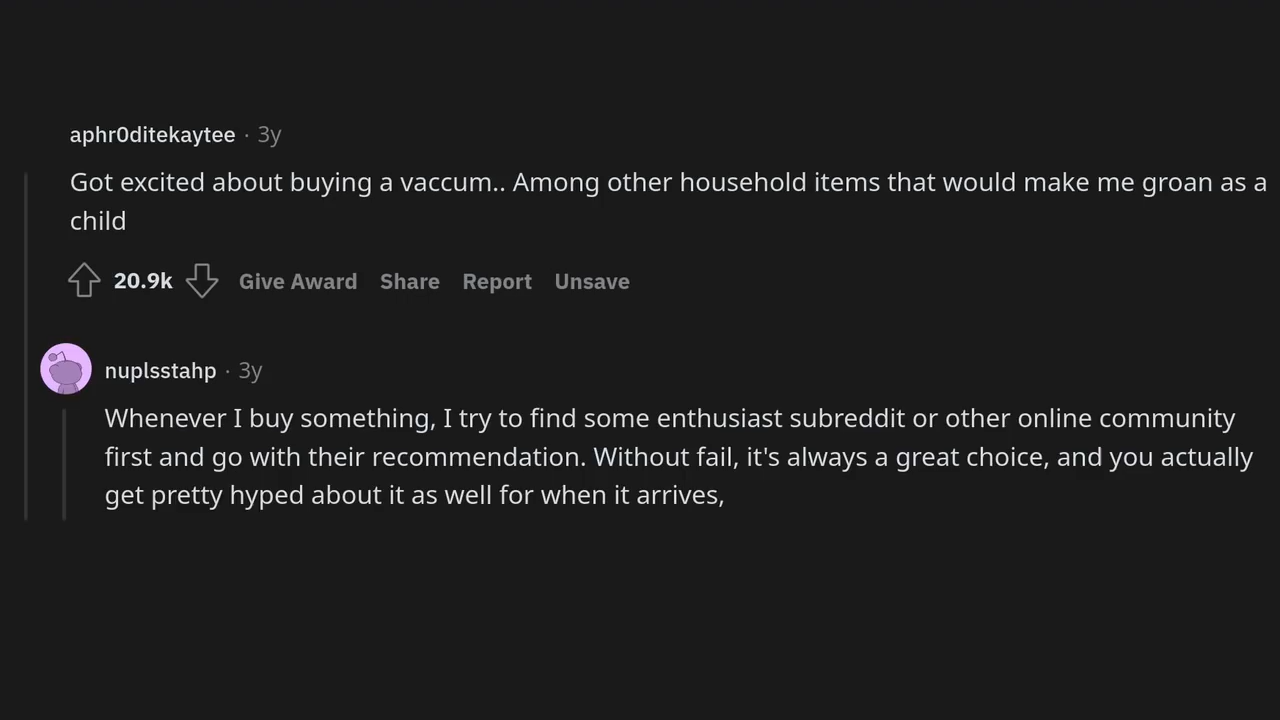 aphr0ditekaytee · 3y
Got excited about buying a vaccum.. Among other household items that would make me groan as a
child
20.9k Give Award Share Report Unsave
nuplsstahp · 3y
Whenever I buy something, I try to find some enthusiast subreddit or other online community
first and go with their recommendation. Without fail, it's always a great choice, and you actually
get pretty hyped about it as well for when it arrives,